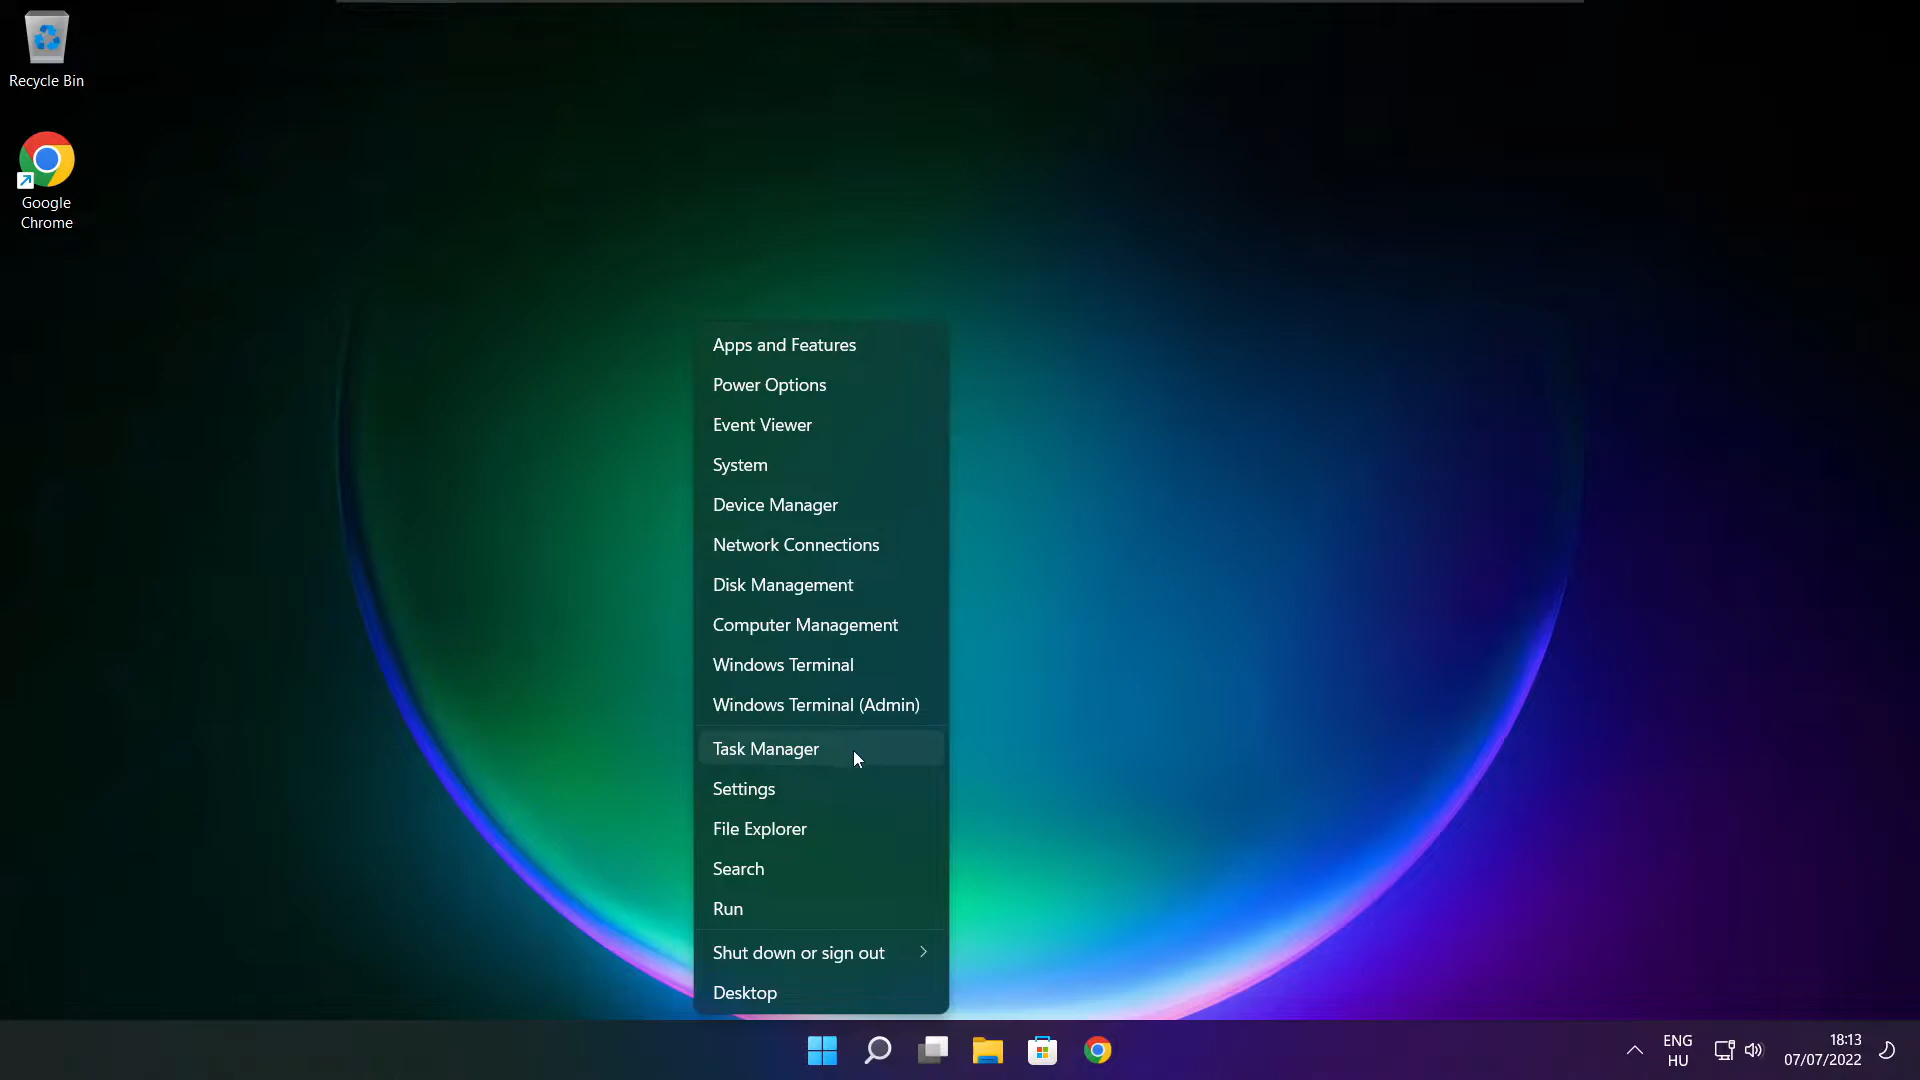 Recycle Bin
Google
Chrome
Apps and Features
Power Options
Event Viewer
System
Device Manager
Network Connections
Disk Management
Computer Management
Windows Terminal
Windows Terminal (Admin)
Task Manager
Settings
File Explorer
Search
Run
Shut down or sign out
Desktop
ENG
HU
18:13
07/07/2022